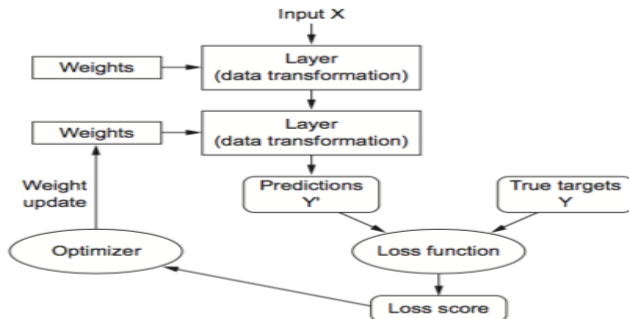 Input X
Layer
(data transformation)
Weights
Layer
(data transformation)
Weights
Weight
update
Predictions
Y'
True targets
Y
Optimizer
Loss function
Loss score